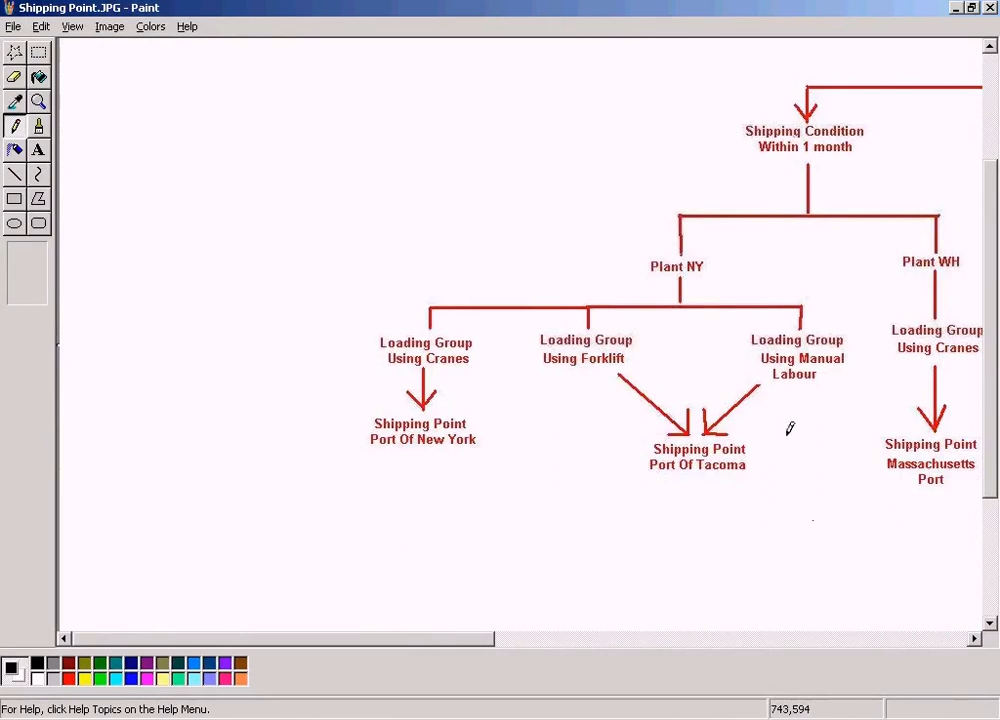 Shipping Point.JPG - Paint
File Edit View Image Colors Help
Shipping Condition
Within 1 month
Plant NY
Plant WH
Loading Group
Using Cranes
Loading Group
Using Forklift
Loading Group
Using Manual
Labour
Loading Group
Using Cranes
Shipping Point
Port Of New York
Shipping Point
Port Of Tacoma
Shipping Point
Massachusetts
Port
For Help, click Help Topics on the Help Menu.
743,594